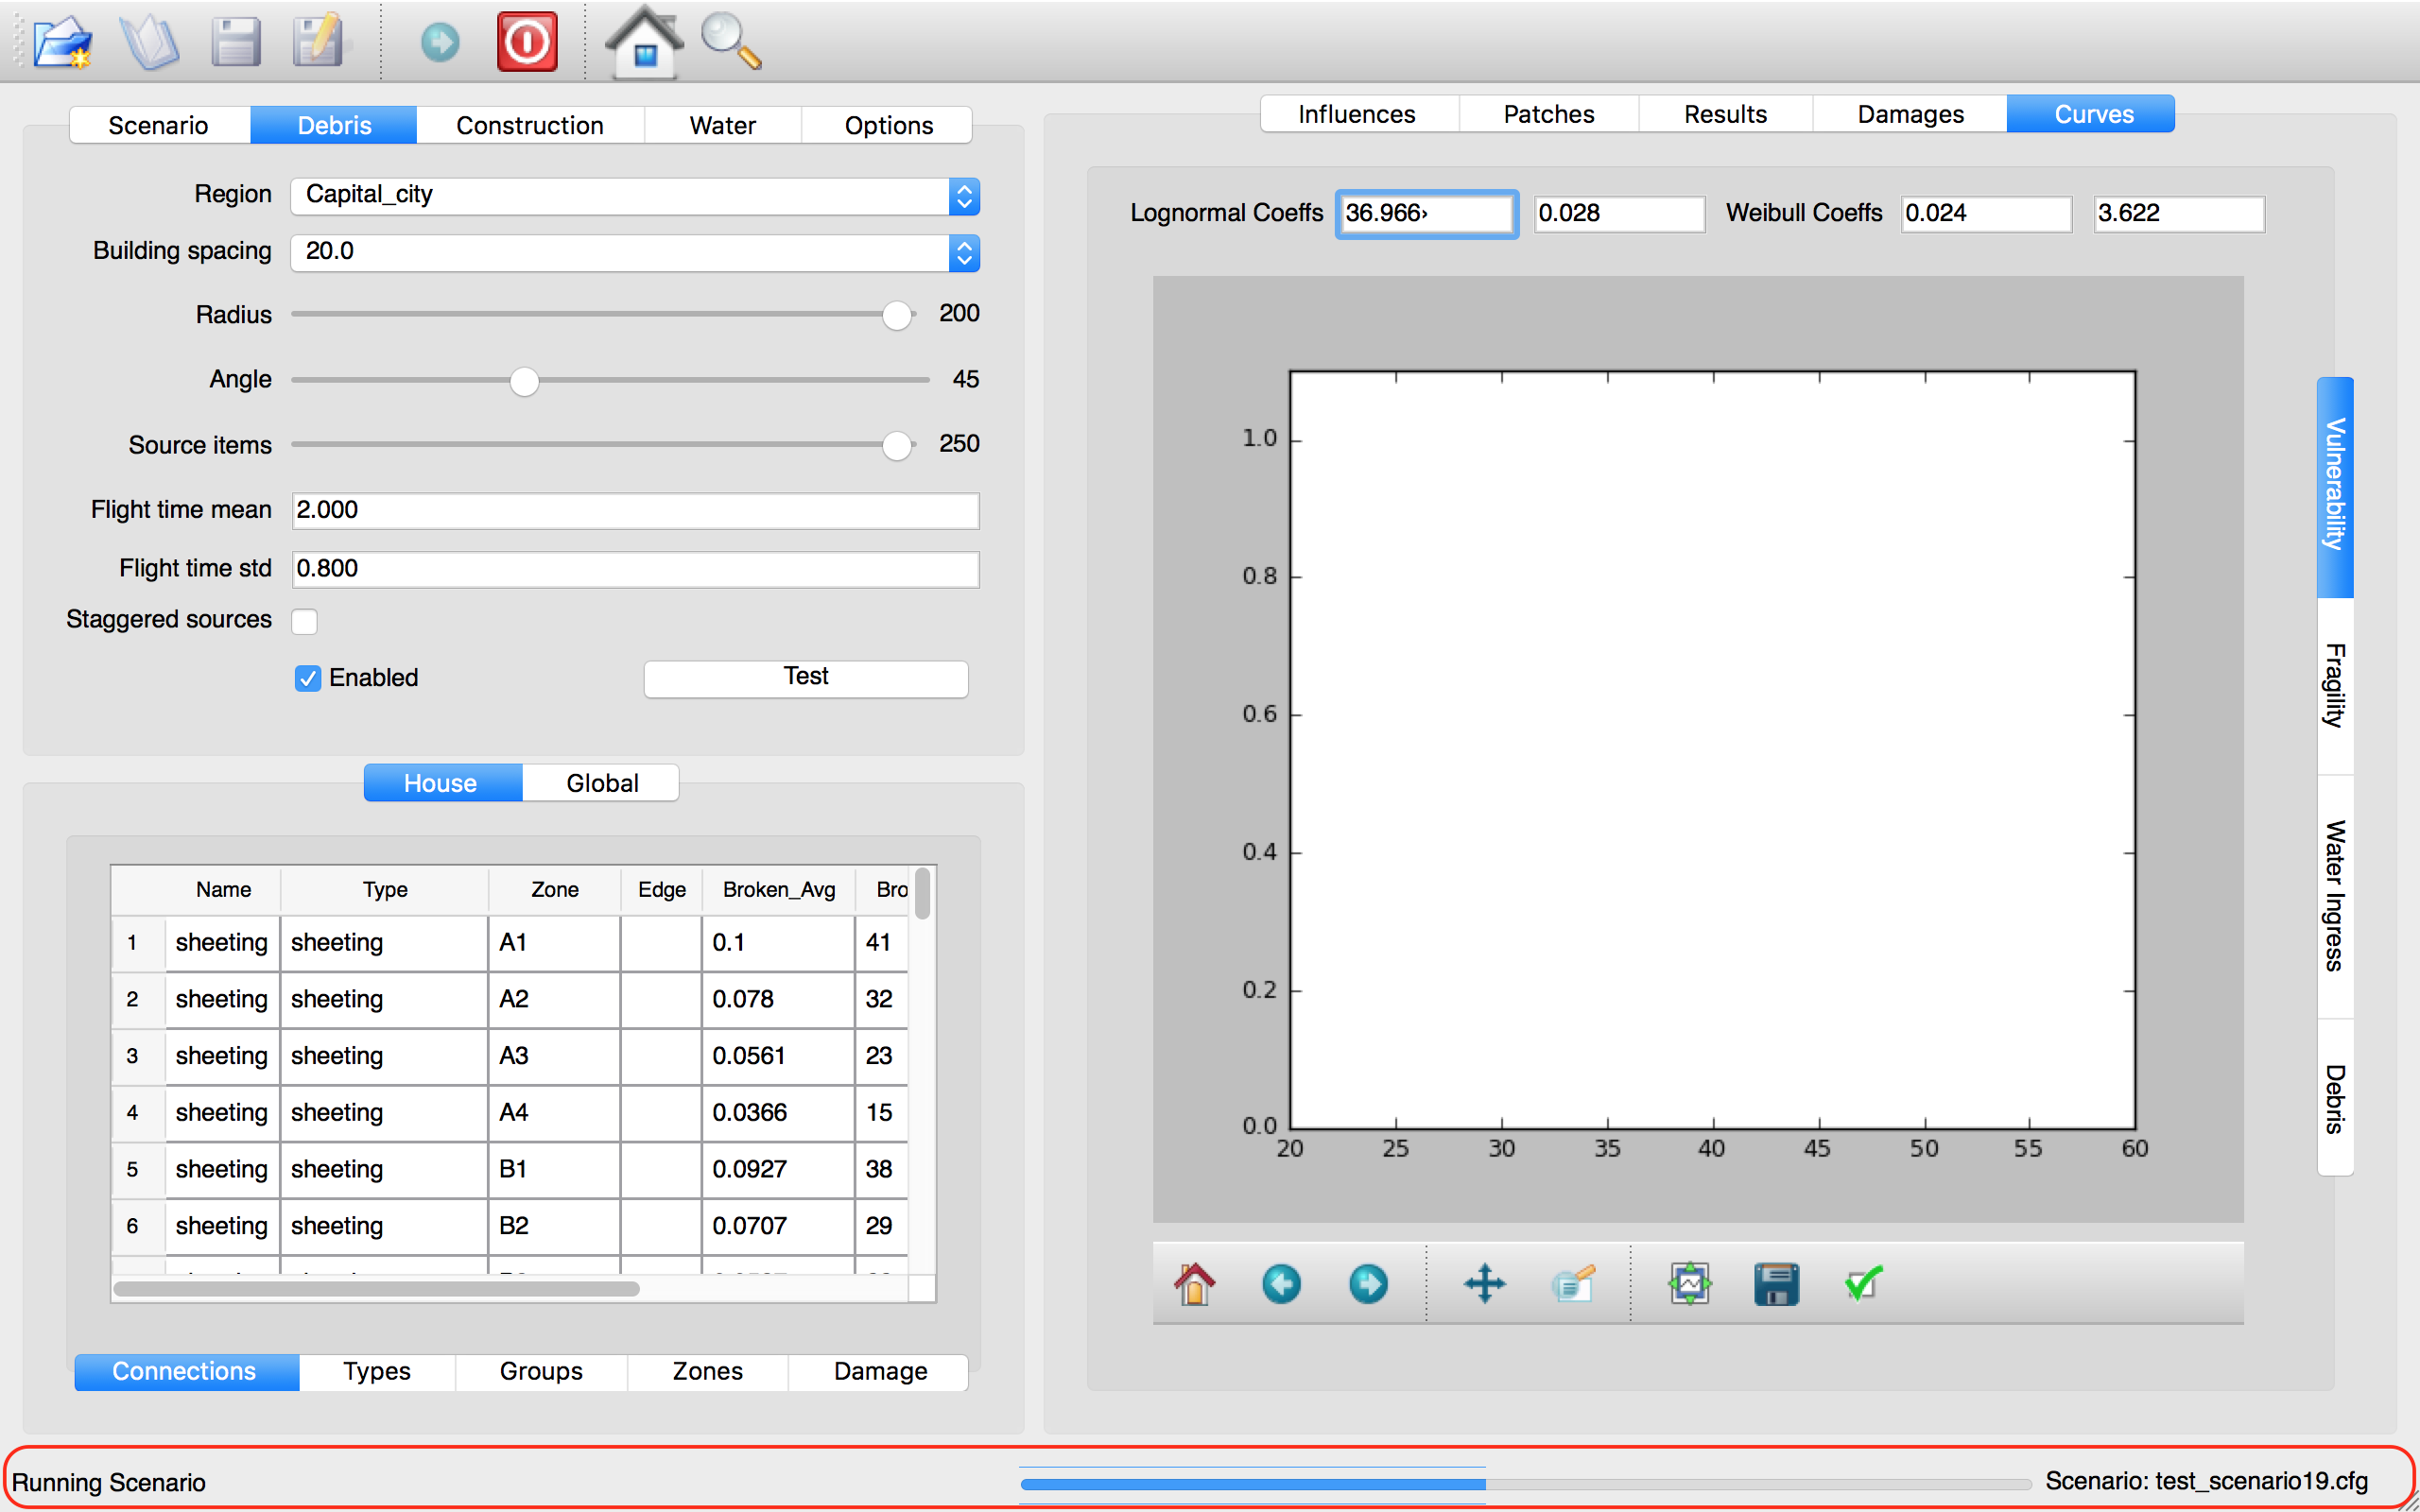 Scenario Debris Construction Water Options
Region Capital_city
Building spacing 20.0
Radius 200
Angle 45
Source items 250
Flight time mean 2.000
Flight time std 0.800
Staggered sources
Enabled Test
House Global
Name Type Zone Edge Broken_Avg Bro
1 sheeting sheeting A1 0.1 41
2 sheeting sheeting A2 0.078 32
3 sheeting sheeting A3 0.0561 23
4 sheeting sheeting A4 0.0366 15
5 sheeting sheeting B1 0.0927 38
6 sheeting sheeting B2 0.0707 29
Connections Types Groups Zones Damage
Influences Patches Results Damages Curves
Lognormal Coeffs 36.966› 0.028 Weibull Coeffs 0.024 3.622
1.0
0.8
0.6
0.4
0.2
0.0
20 25 30 35 40 45 50 55 60
Vulnerability
Fragility
Water Ingress
Debris
Running Scenario Scenario: test_scenario19.cfg